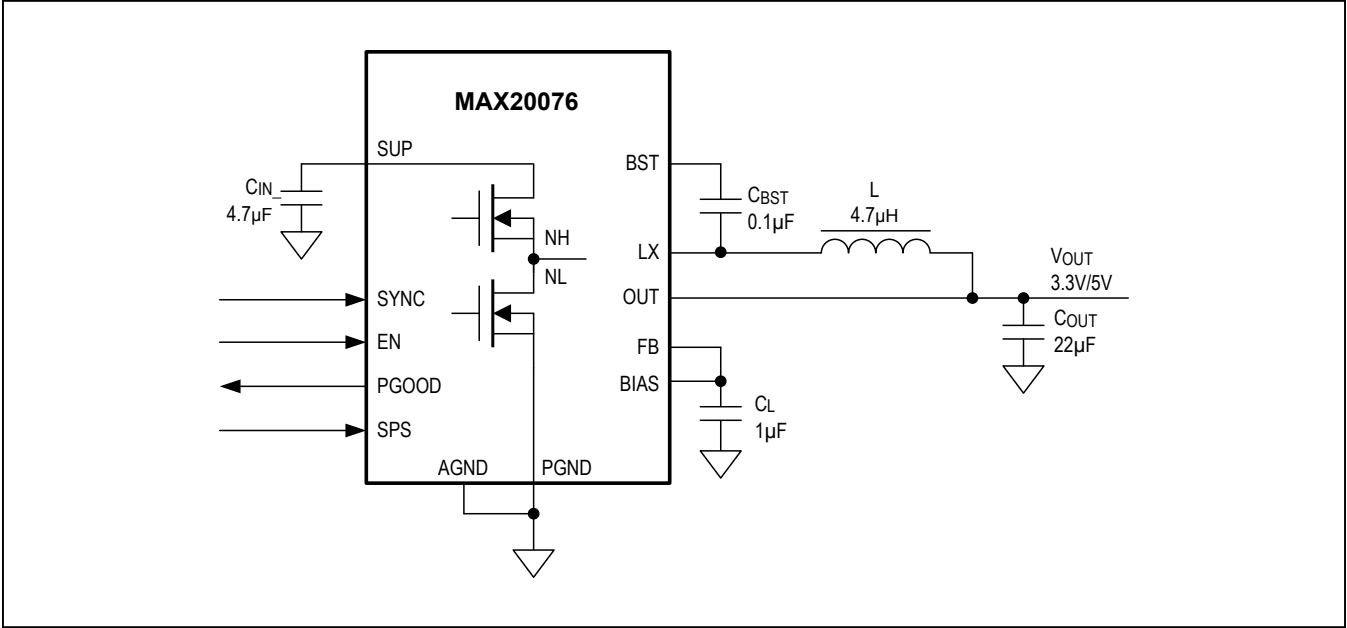 MAX20076
SUP
CIN_
4.7µF
BST
CBST
0.1µF
L
4.7µH
NH
NL
LX
VOUT
3.3V/5V
SYNC
OUT
COUT
22µF
EN
FB
PGOOD
BIAS
CL
1µF
SPS
AGND
PGND